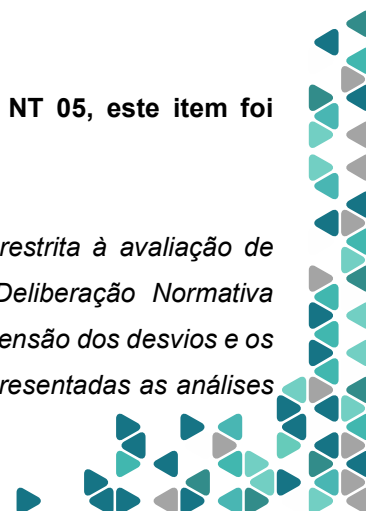 NT 05, este item foi
restrita à avaliação de
Deliberação Normativa
ensão dos desvios e os
resentadas as análises